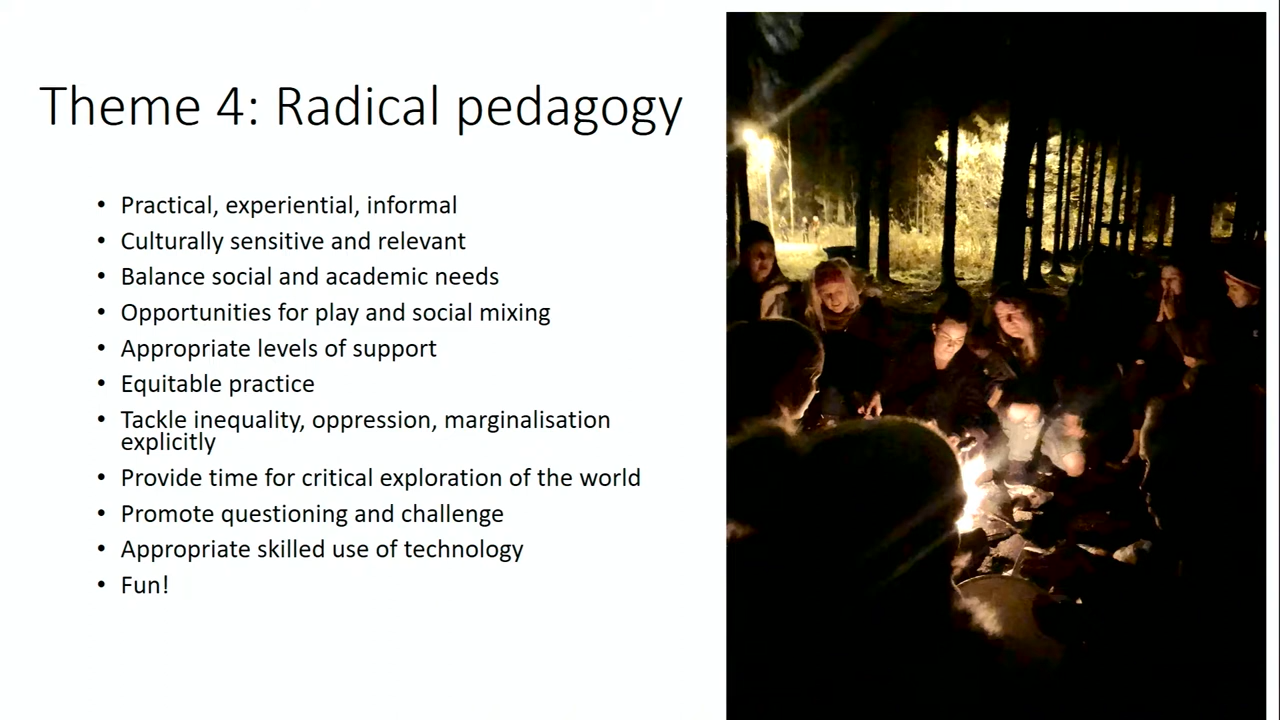 Theme 4: Radical pedagogy
• Practical, experiential, informal
• Culturally sensitive and relevant
• Balance social and academic needs
• Opportunities for play and social mixing
• Appropriate levels of support
• Equitable practice
• Tackle inequality, oppression, marginalisation
explicitly
• Provide time for critical exploration of the world
• Promote questioning and challenge
• Appropriate skilled use of technology
• Fun!